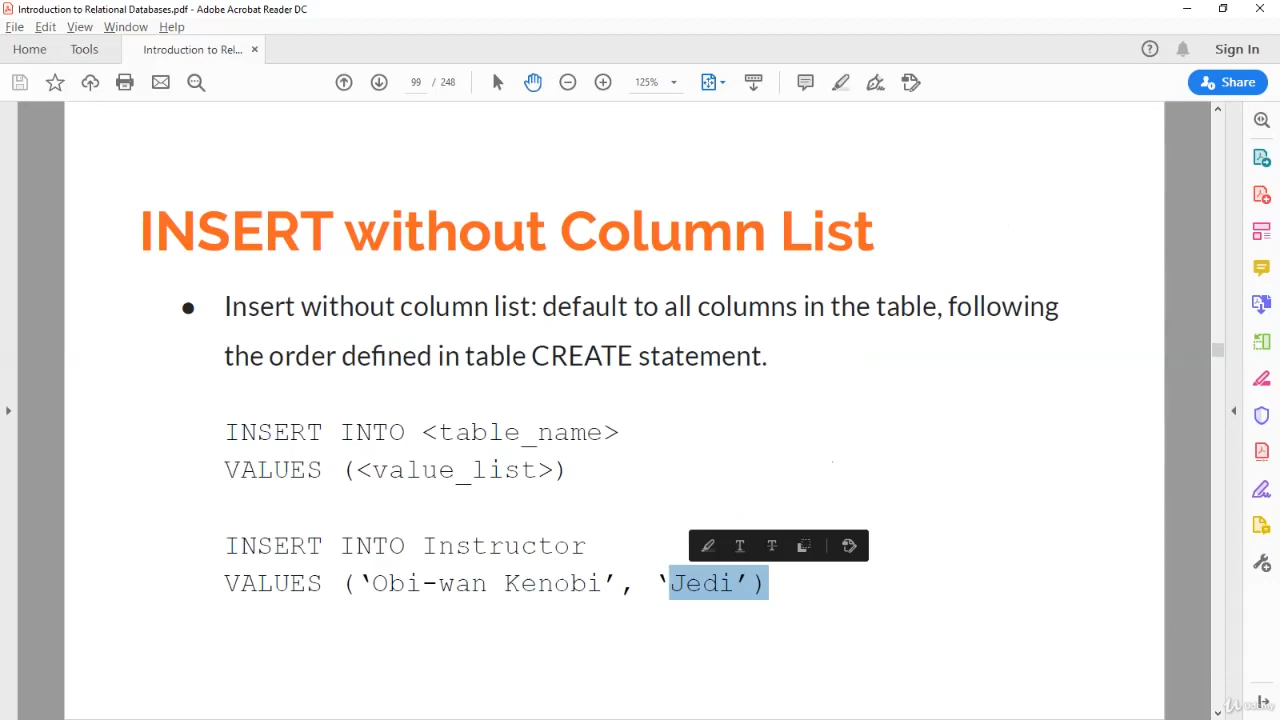 Introduction to Relational Databases.pdf - Adobe Acrobat Reader DC
File Edit View Window Help
Home Tools Introduction to Rel... × Sign In
99 / 248 125% Share
INSERT without Column List
● Insert without column list: default to all columns in the table, following
the order defined in table CREATE statement.
INSERT INTO <table_name>
VALUES (<value_list>)
INSERT INTO Instructor
VALUES (‘Obi-wan Kenobi’, ‘Jedi’)
Udemy